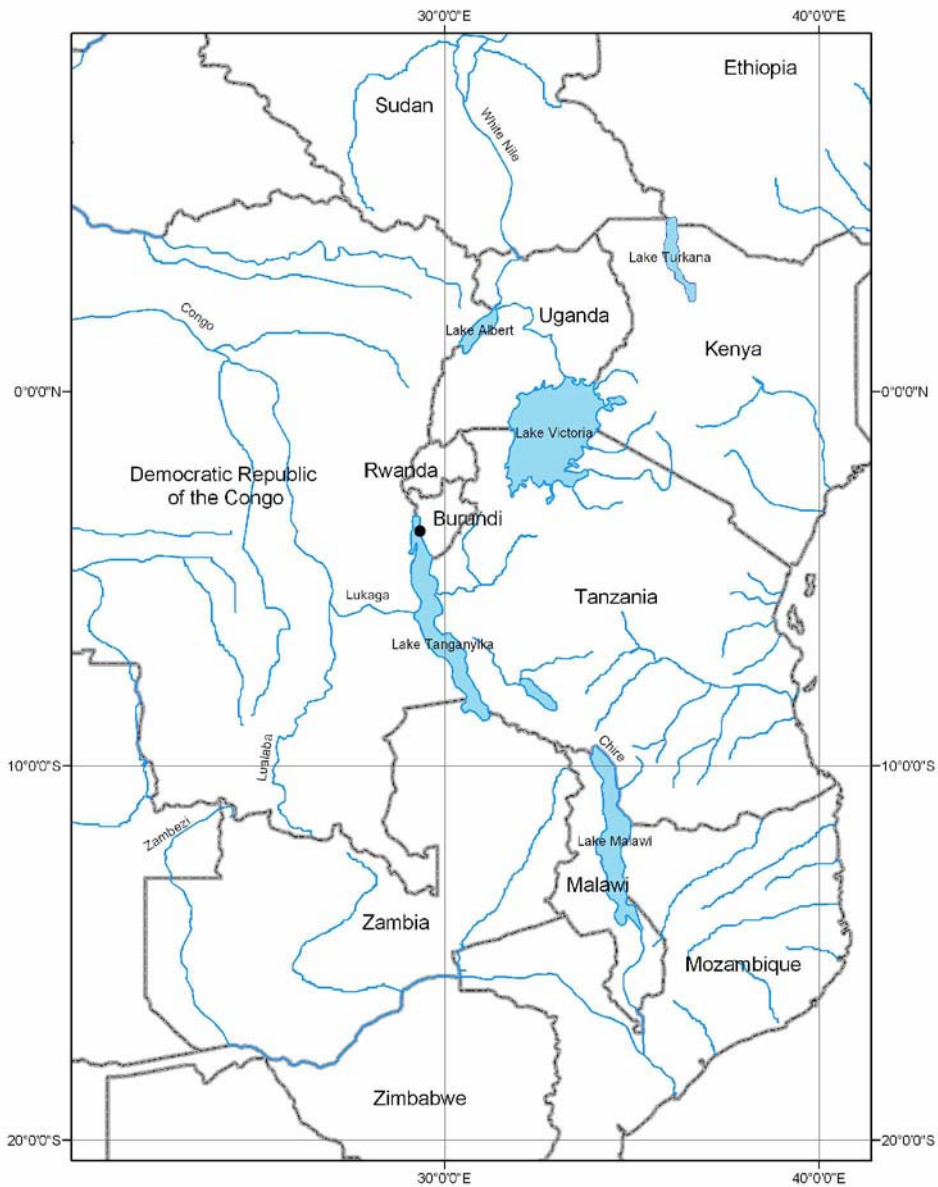 30°0'0"E
40°0'0"E
Ethiopia
Sudan
White Nile
Lake Turkana
Congo
Uganda
Lake Albert
Kenya
0°0'0"N
0°0'0"N
Lake Victoria
Democratic Republic
of the Congo
Rwanda
Burundi
Lukaga
Tanzania
Lake Tanganyika
Lualaba
Chire
10°0'0"S
10°0'0"S
Zambezi
Lake Malawi
Malawi
Zambia
Mozambique
Zimbabwe
20°0'0"S
20°0'0"S
30°0'0"E
40°0'0"E